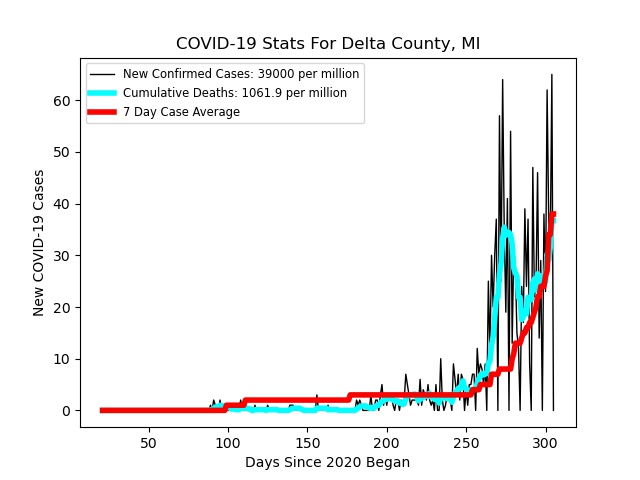 COVID-19 Stats For Delta County, MI
New Confirmed Cases: 39000 per million
Cumulative Deaths: 1061.9 per million
7 Day Case Average
New COVID-19 Cases
60
50
40
30
20
10
0
50 100 150 200 250 300
Days Since 2020 Began